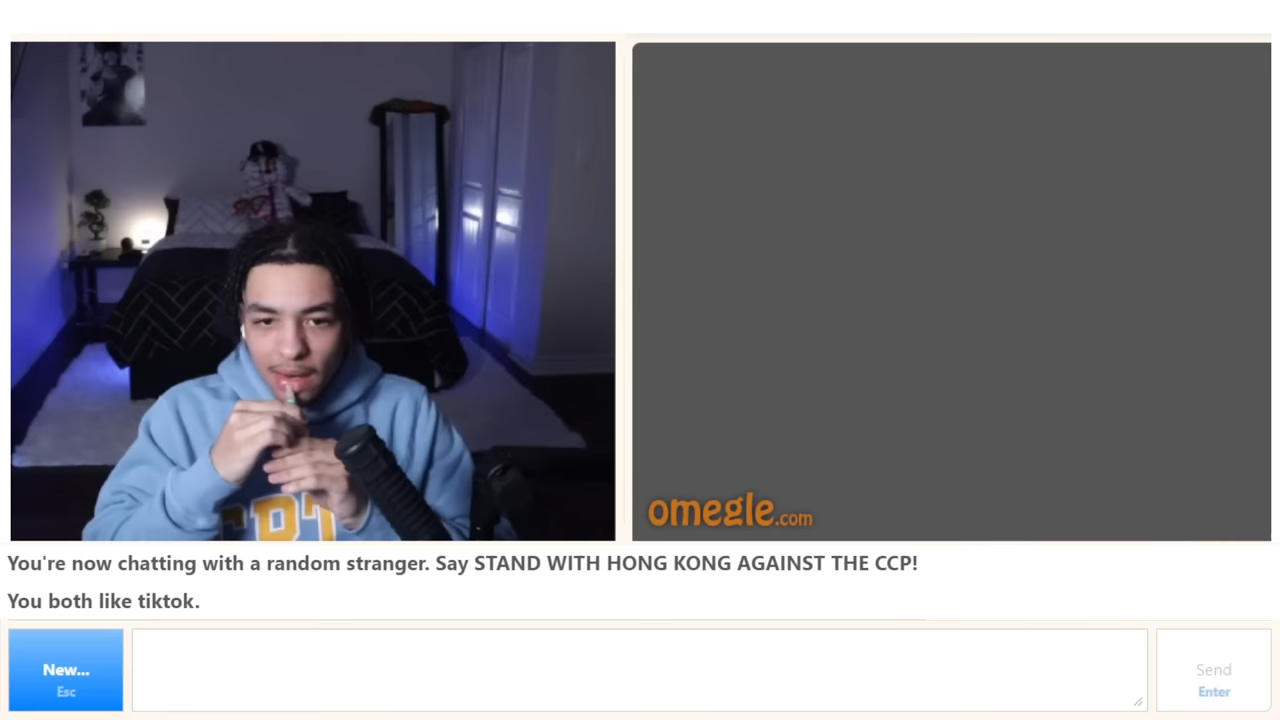 omegle.com
You're now chatting with a random stranger. Say STAND WITH HONG KONG AGAINST THE CCP!
You both like tiktok.
New...
Esc
Send
Enter